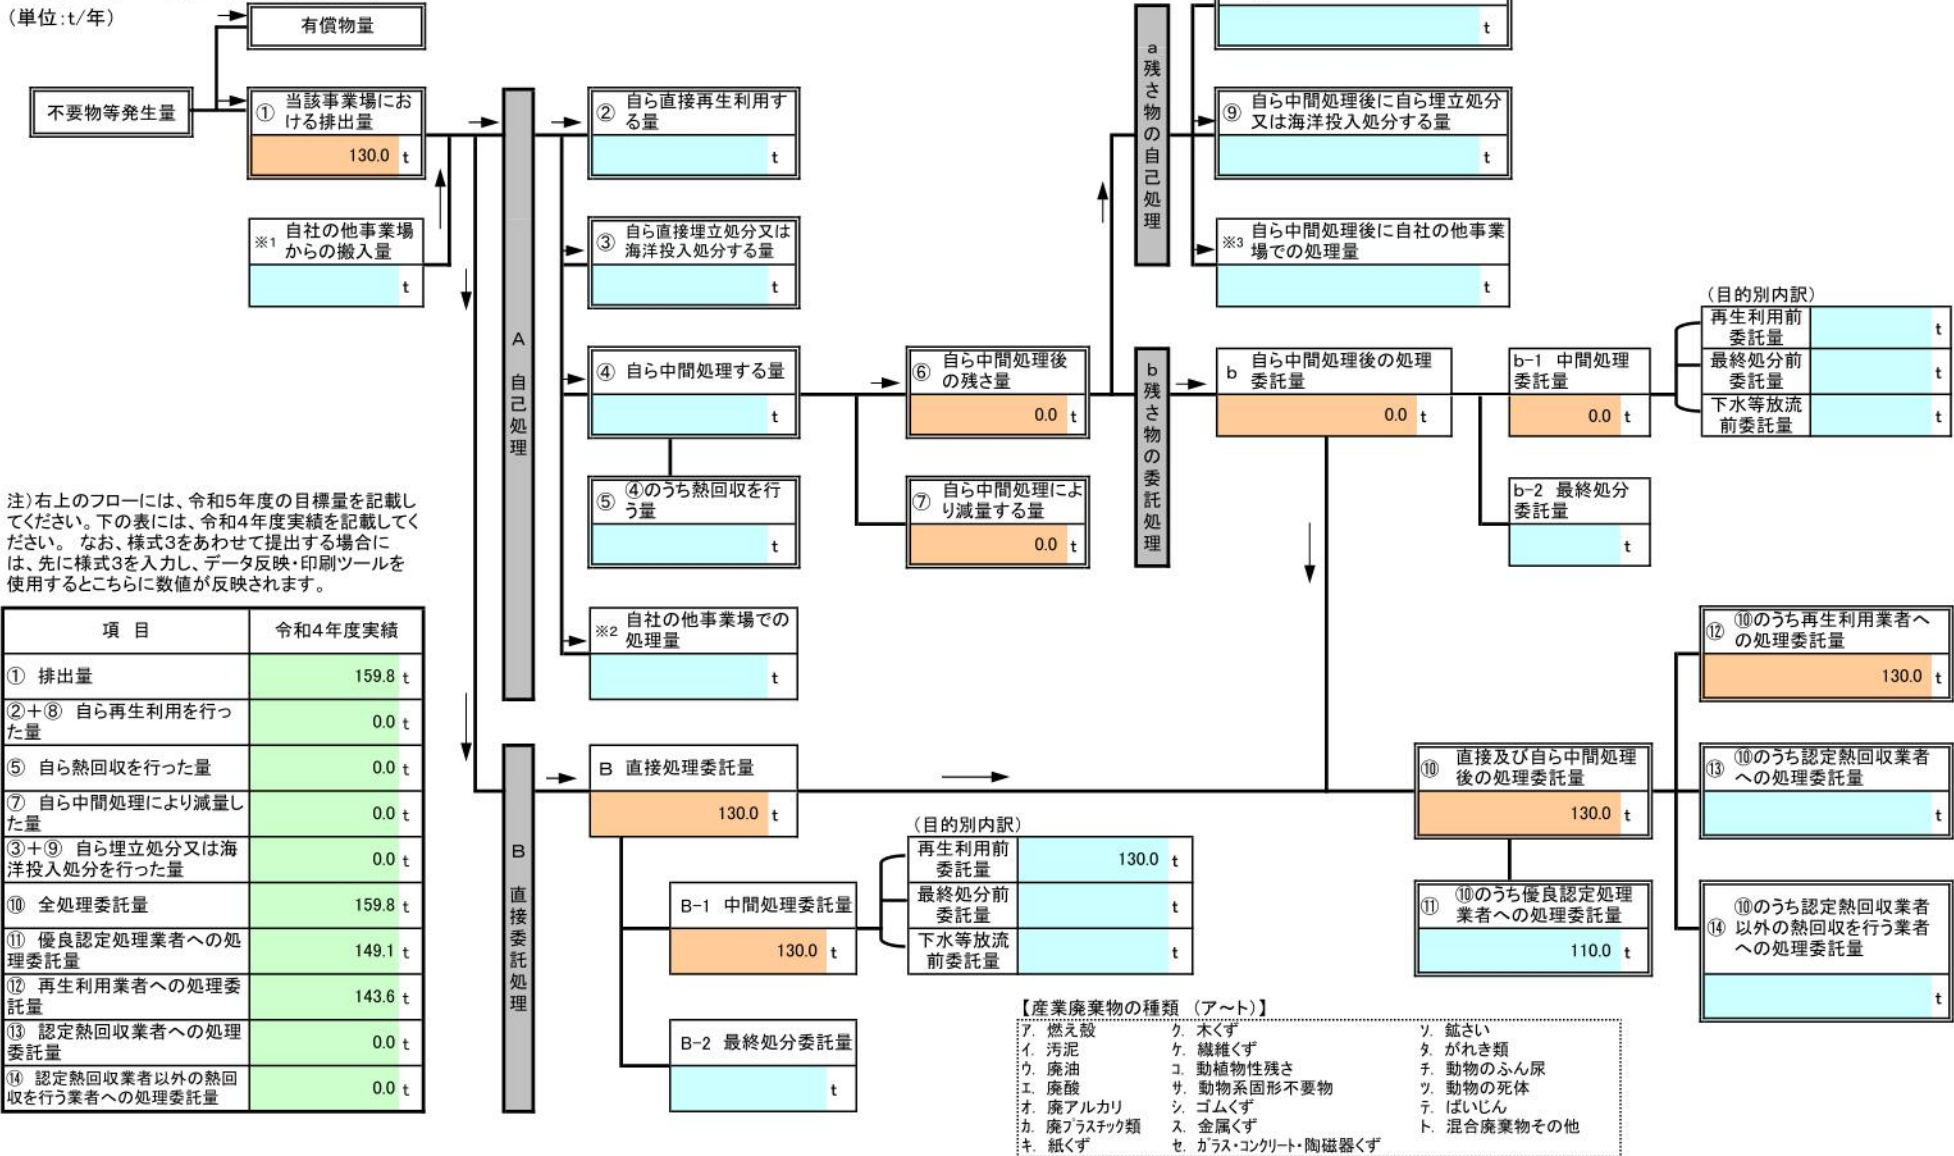 (単位:t/年)
有償物量
不要物等発生量
① 当該事業場にお
ける排出量
130.0 t
※1 自社の他事業場
からの搬入量
t
A 自己処理
② 自ら直接再生利用す
る量
t
③ 自ら直接埋立処分又は
海洋投入処分する量
t
④ 自ら中間処理する量
t
⑤ ④のうち熱回収を行
う量
t
※2 自社の他事業場での
処理量
t
⑥ 自ら中間処理後
の残さ量
0.0 t
⑦ 自ら中間処理によ
り減量する量
0.0 t
a 残さ物の自己処理
t
⑨ 自ら中間処理後に自ら埋立処分
又は海洋投入処分する量
t
※3 自ら中間処理後に自社の他事業
場での処理量
t
b 残さ物の委託処理
b 自ら中間処理後の処理
委託量
0.0 t
b-1 中間処理
委託量
0.0 t
(目的別内訳)
再生利用前
委託量
t
最終処分前
委託量
t
下水等放流
前委託量
t
b-2 最終処分
委託量
t
注)右上のフローには、令和5年度の目標量を記載し
てください。下の表には、令和4年度実績を記載してく
ださい。 なお、様式3をあわせて提出する場合に
は、先に様式3を入力し、データ反映・印刷ツールを
使用するとこちらに数値が反映されます。
項 目 令和4年度実績
① 排出量 159.8 t
②+⑧ 自ら再生利用を行っ
た量 0.0 t
⑤ 自ら熱回収を行った量 0.0 t
⑦ 自ら中間処理により減量し
た量 0.0 t
③+⑨ 自ら埋立処分又は海
洋投入処分を行った量 0.0 t
⑩ 全処理委託量 159.8 t
⑪ 優良認定処理業者への処
理委託量 149.1 t
⑫ 再生利用業者への処理委
託量 143.6 t
⑬ 認定熱回収業者への処理
委託量 0.0 t
⑭ 認定熱回収業者以外の熱回
収を行う業者への処理委託量 0.0 t
B 直接委託処理
B 直接処理委託量
130.0 t
B-1 中間処理委託量
130.0 t
(目的別内訳)
再生利用前
委託量
130.0 t
最終処分前
委託量
t
下水等放流
前委託量
t
B-2 最終処分委託量
t
⑩ 直接及び自ら中間処理
後の処理委託量
130.0 t
⑪ ⑩のうち優良認定処理
業者への処理委託量
110.0 t
⑫ ⑩のうち再生利用業者へ
の処理委託量
130.0 t
⑬ ⑩のうち認定熱回収業者
への処理委託量
t
⑭ ⑩のうち認定熱回収業者
以外の熱回収を行う業者
への処理委託量
t
【産業廃棄物の種類 (ア~ト)】
ア. 燃え殻 ク. 木くず ソ. 鉱さい
イ. 汚泥 ケ. 繊維くず タ. がれき類
ウ. 廃油 コ. 動植物性残さ チ. 動物のふん尿
エ. 廃酸 サ. 動物系固形不要物 ツ. 動物の死体
オ. 廃アルカリ シ. ゴムくず テ. ばいじん
カ. 廃プラスチック類 ス. 金属くず ト. 混合廃棄物その他
キ. 紙くず セ. ガラス・コンクリート・陶磁器くず